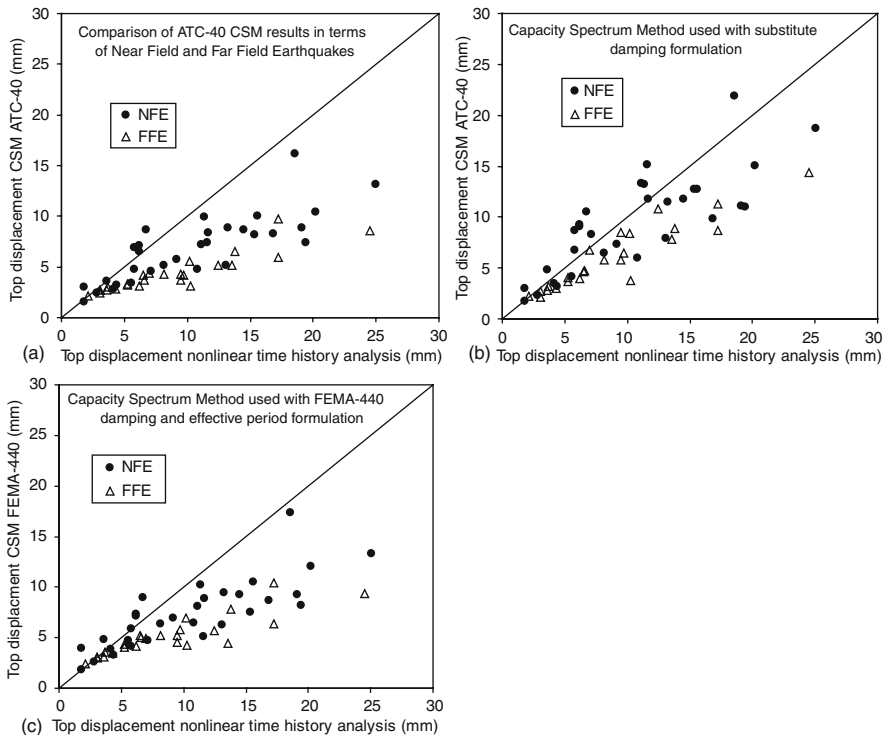 30
25
20
15
10
5
0
Top displacement CSM ATC-40 (mm)
Comparison of ATC-40 CSM results in terms
of Near Field and Far Field Earthquakes
NFE
FFE
0 5 10 15 20 25 30
(a) Top displacement nonlinear time history analysis (mm)
30
25
20
15
10
5
0
Top displacement CSM ATC-40 (mm)
Capacity Spectrum Method used with substitute
damping formulation
NFE
FFE
0 5 10 15 20 25 30
(b) Top displacement nonlinear time history analysis (mm)
30
25
20
15
10
5
0
Top displacment CSM FEMA-440 (mm)
Capacity Spectrum Method used with FEMA-440
damping and effective period formulation
NFE
FFE
0 5 10 15 20 25 30
(c) Top displacement nonlinear time history analysis (mm)